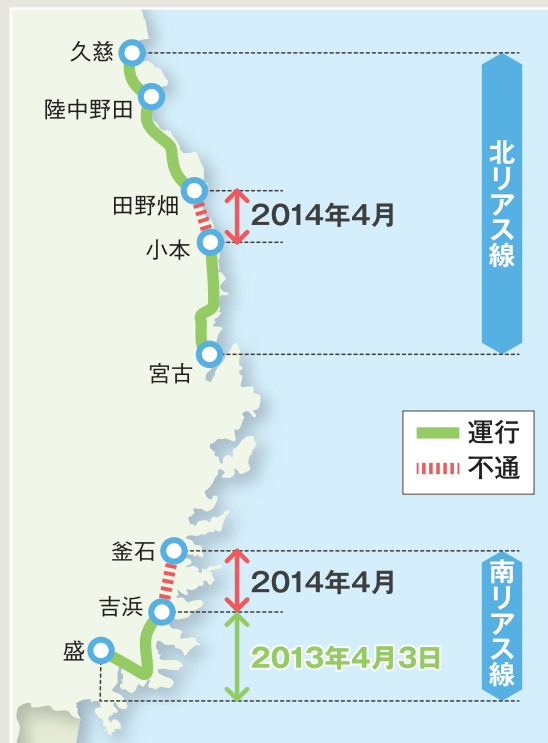 久慈
陸中野田
田野畑
2014年4月
小本
宮古
北リアス線
運行
不通
釜石
2014年4月
吉浜
盛
2013年4月3日
南リアス線